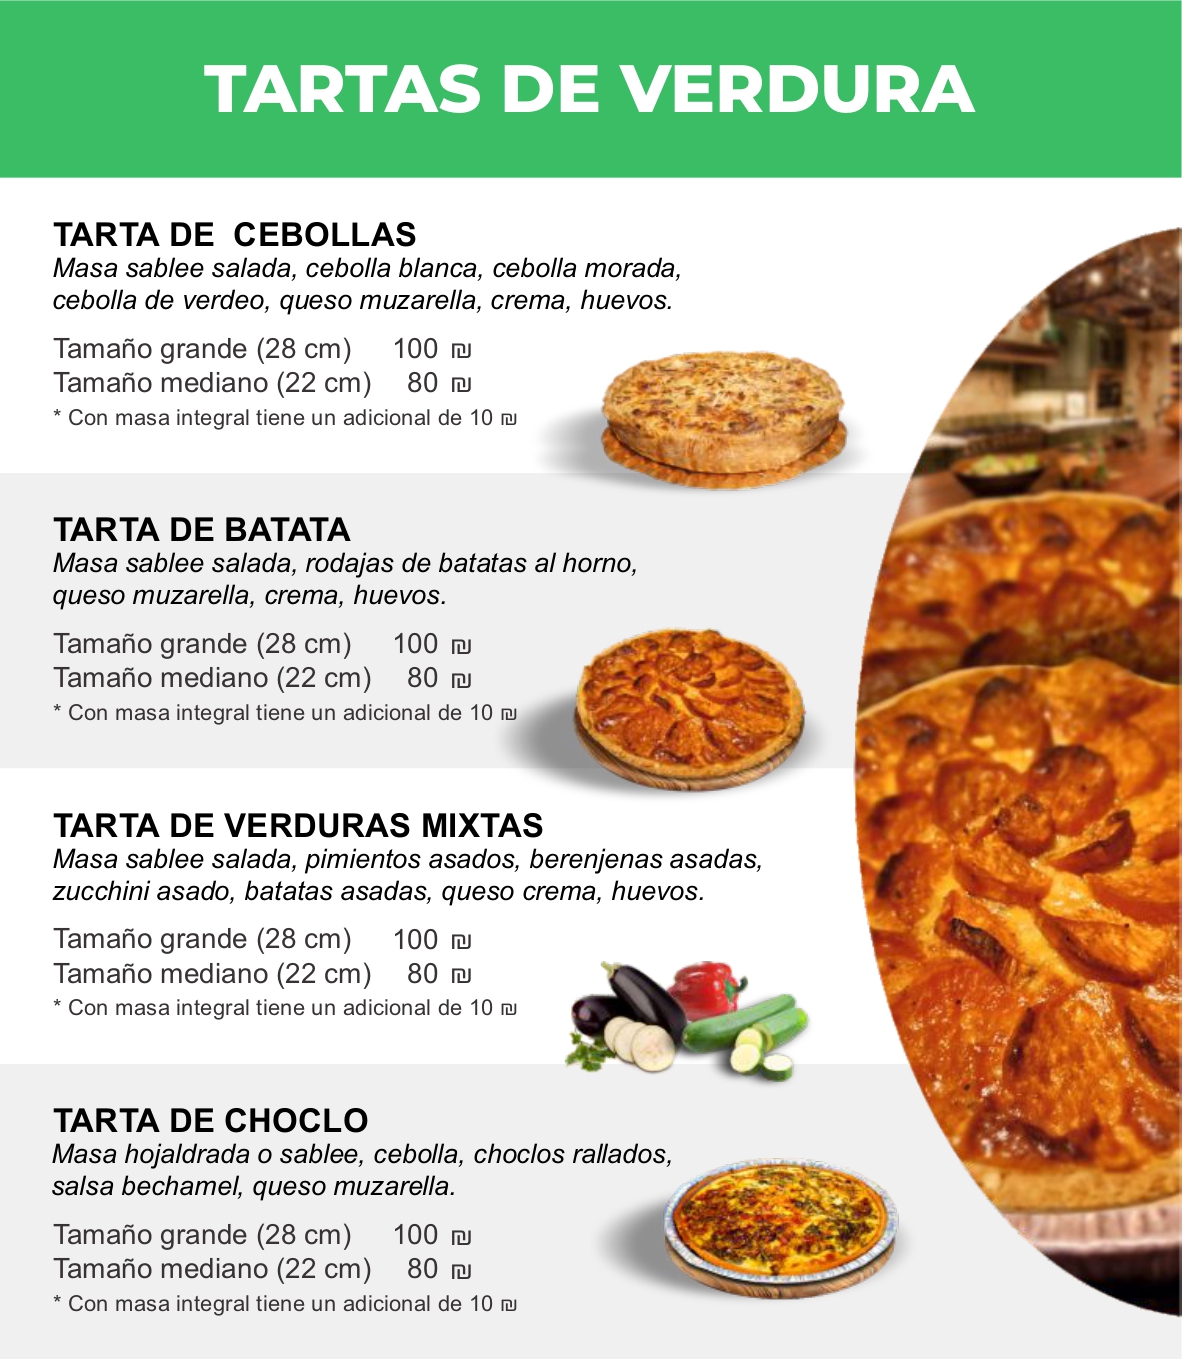 TARTAS DE VERDURA
TARTA DE CEBOLLAS
Masa sablee salada, cebolla blanca, cebolla morada,
cebolla de verdeo, queso muzarella, crema, huevos.
Tamaño grande (28 cm) 100 ₪
Tamaño mediano (22 cm) 80 ₪
* Con masa integral tiene un adicional de 10 ₪
TARTA DE BATATA
Masa sablee salada, rodajas de batatas al horno,
queso muzarella, crema, huevos.
Tamaño grande (28 cm) 100 ₪
Tamaño mediano (22 cm) 80 ₪
* Con masa integral tiene un adicional de 10 ₪
TARTA DE VERDURAS MIXTAS
Masa sablee salada, pimientos asados, berenjenas asadas,
zucchini asado, batatas asadas, queso crema, huevos.
Tamaño grande (28 cm) 100 ₪
Tamaño mediano (22 cm) 80 ₪
* Con masa integral tiene un adicional de 10 ₪
TARTA DE CHOCLO
Masa hojaldrada o sablee, cebolla, choclos rallados,
salsa bechamel, queso muzarella.
Tamaño grande (28 cm) 100 ₪
Tamaño mediano (22 cm) 80 ₪
* Con masa integral tiene un adicional de 10 ₪